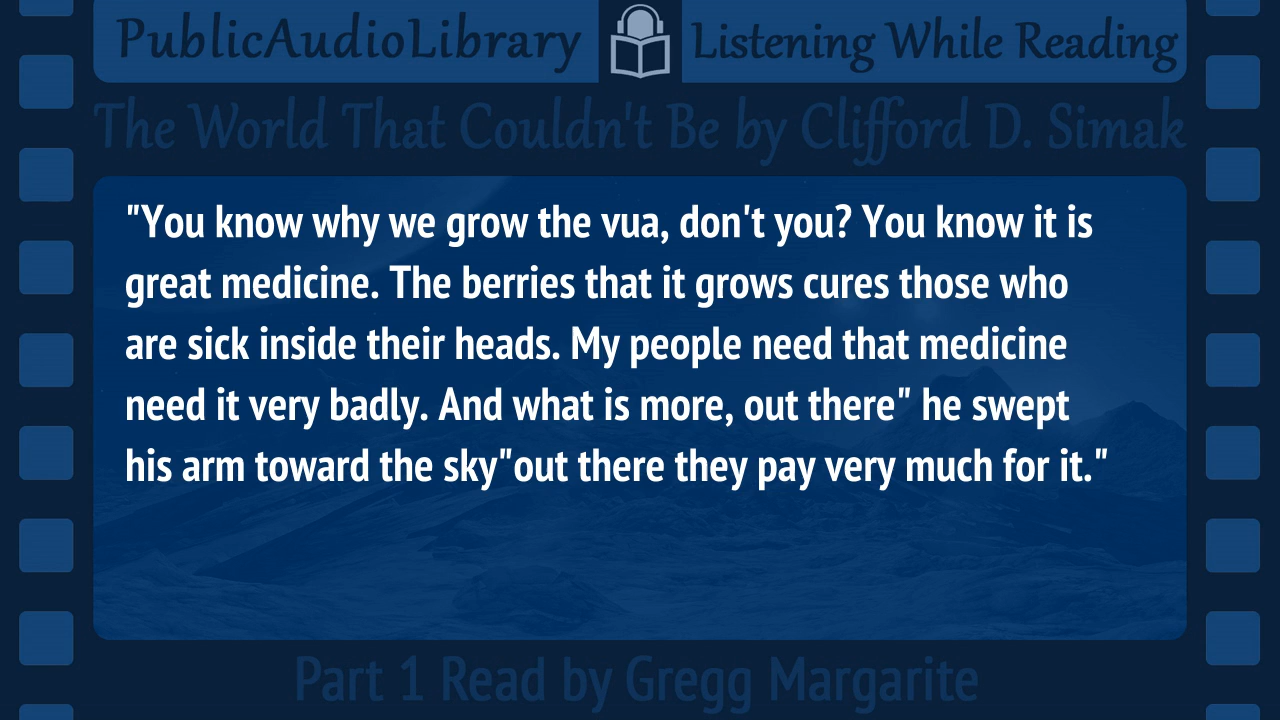 PublicAudioLibrary Listening While Reading
The World That Couldn't Be by Clifford D. Simak
"You know why we grow the vua, don't you? You know it is
great medicine. The berries that it grows cures those who
are sick inside their heads. My people need that medicine
need it very badly. And what is more, out there" he swept
his arm toward the sky"out there they pay very much for it."
Part 1 Read by Gregg Margarite